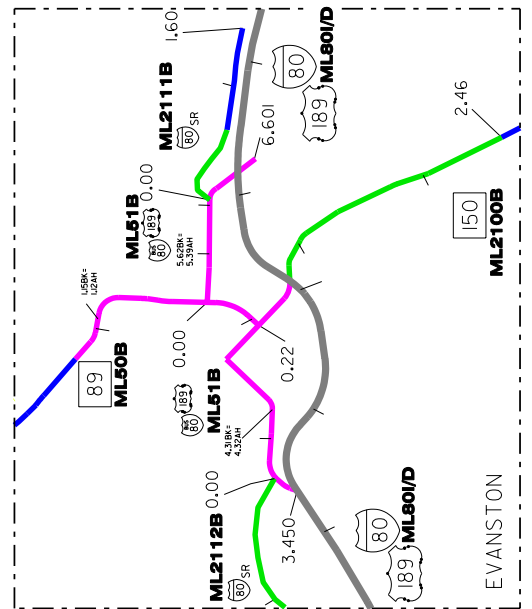 1.60
80
ML80I/D
189
ML2111B
80 SR
6.601
2.46
0.00
ML51B
189
BUS 80
5.62BK=
5.39AH
150
ML2100B
1.15BK=
1.12AH
0.00
89
ML50B
0.22
189
BUS 80
ML51B
4.31BK=
4.32AH
0.00
ML2112B
80 SR
3.450
80
ML80I/D
189
EVANSTON